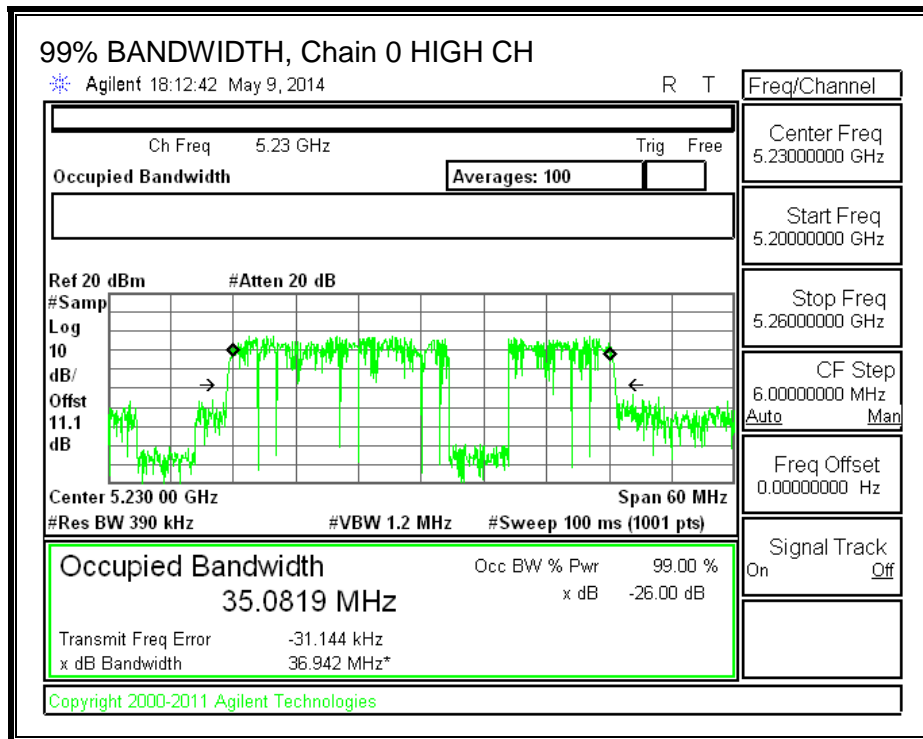 99% BANDWIDTH, Chain 0 HIGH CH
Agilent 18:12:42 May 9, 2014 R T
Ch Freq 5.23 GHz Trig Free
Occupied Bandwidth Averages: 100
Ref 20 dBm #Atten 20 dB
#Samp
Log
10
dB/
Offst
11.1
dB
Center 5.230 00 GHz Span 60 MHz
#Res BW 390 kHz #VBW 1.2 MHz #Sweep 100 ms (1001 pts)
Occupied Bandwidth Occ BW % Pwr 99.00 %
35.0819 MHz x dB -26.00 dB
Transmit Freq Error -31.144 kHz
x dB Bandwidth 36.942 MHz*
Copyright 2000-2011 Agilent Technologies
Freq/Channel
Center Freq
5.23000000 GHz
Start Freq
5.20000000 GHz
Stop Freq
5.26000000 GHz
CF Step
6.00000000 MHz
Auto Man
Freq Offset
0.00000000 Hz
Signal Track
On Off